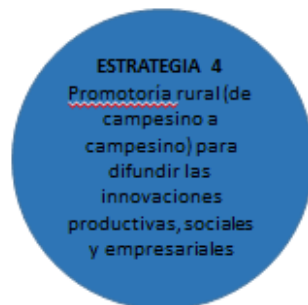 ESTRATEGIA 4
Promotoría rural (de
campesino a
campesino) para
difundir las
innovaciones
productivas, sociales
y empresariales